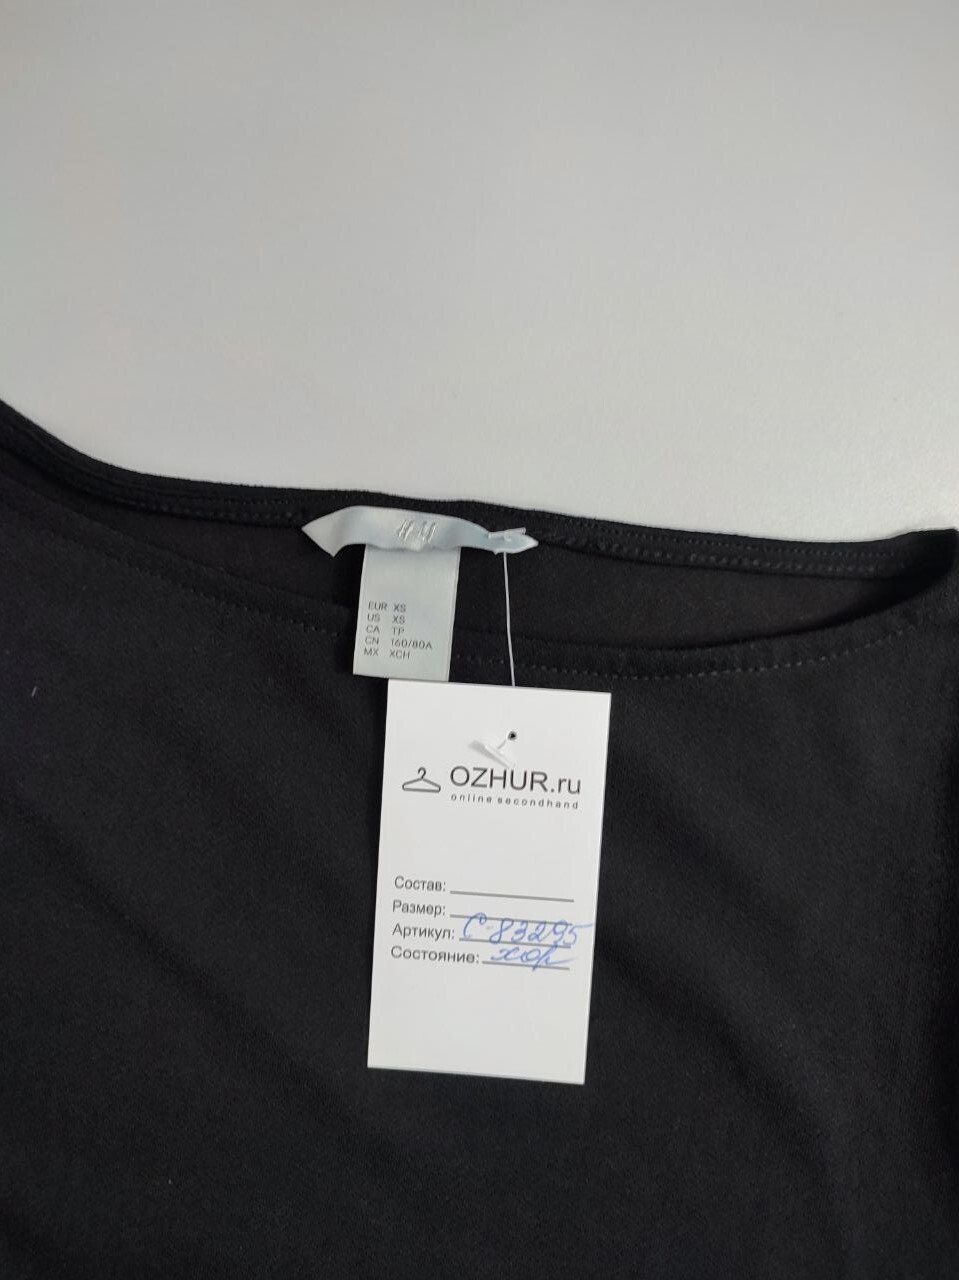 H&M
EUR XS
US XS
CA TP
CN 160/80A
MX XCH
OZHUR.ru
online secondhand
Состав:
Размер:
Артикул: С-83295
Состояние: хор